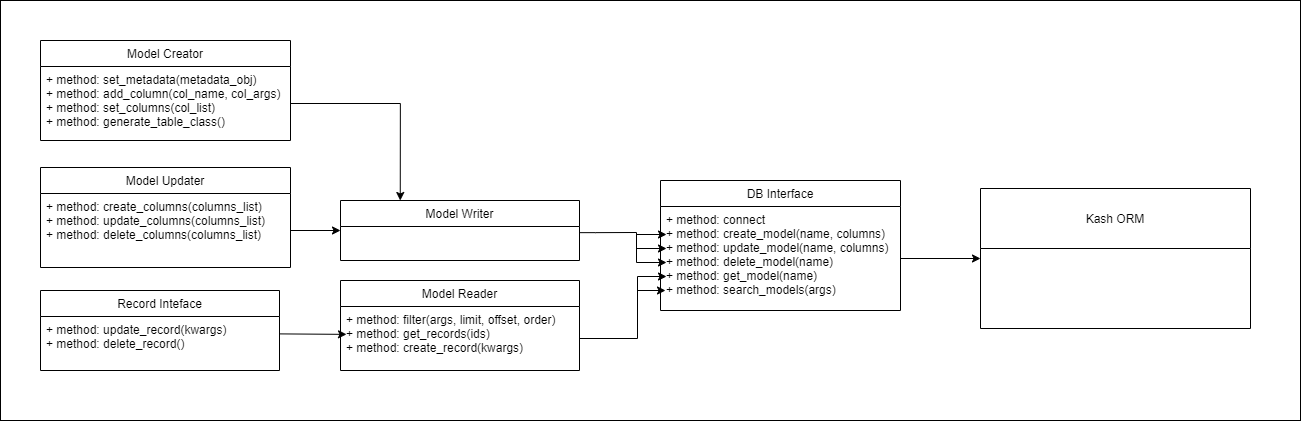 Model Creator
+ method: set_metadata(metadata_obj)
+ method: add_column(col_name, col_args)
+ method: set_columns(col_list)
+ method: generate_table_class()
Model Updater
+ method: create_columns(columns_list)
+ method: update_columns(columns_list)
+ method: delete_columns(columns_list)
Record Inteface
+ method: update_record(kwargs)
+ method: delete_record()
Model Writer
Model Reader
+ method: filter(args, limit, offset, order)
+ method: get_records(ids)
+ method: create_record(kwargs)
DB Interface
+ method: connect
+ method: create_model(name, columns)
+ method: update_model(name, columns)
+ method: delete_model(name)
+ method: get_model(name)
+ method: search_models(args)
Kash ORM